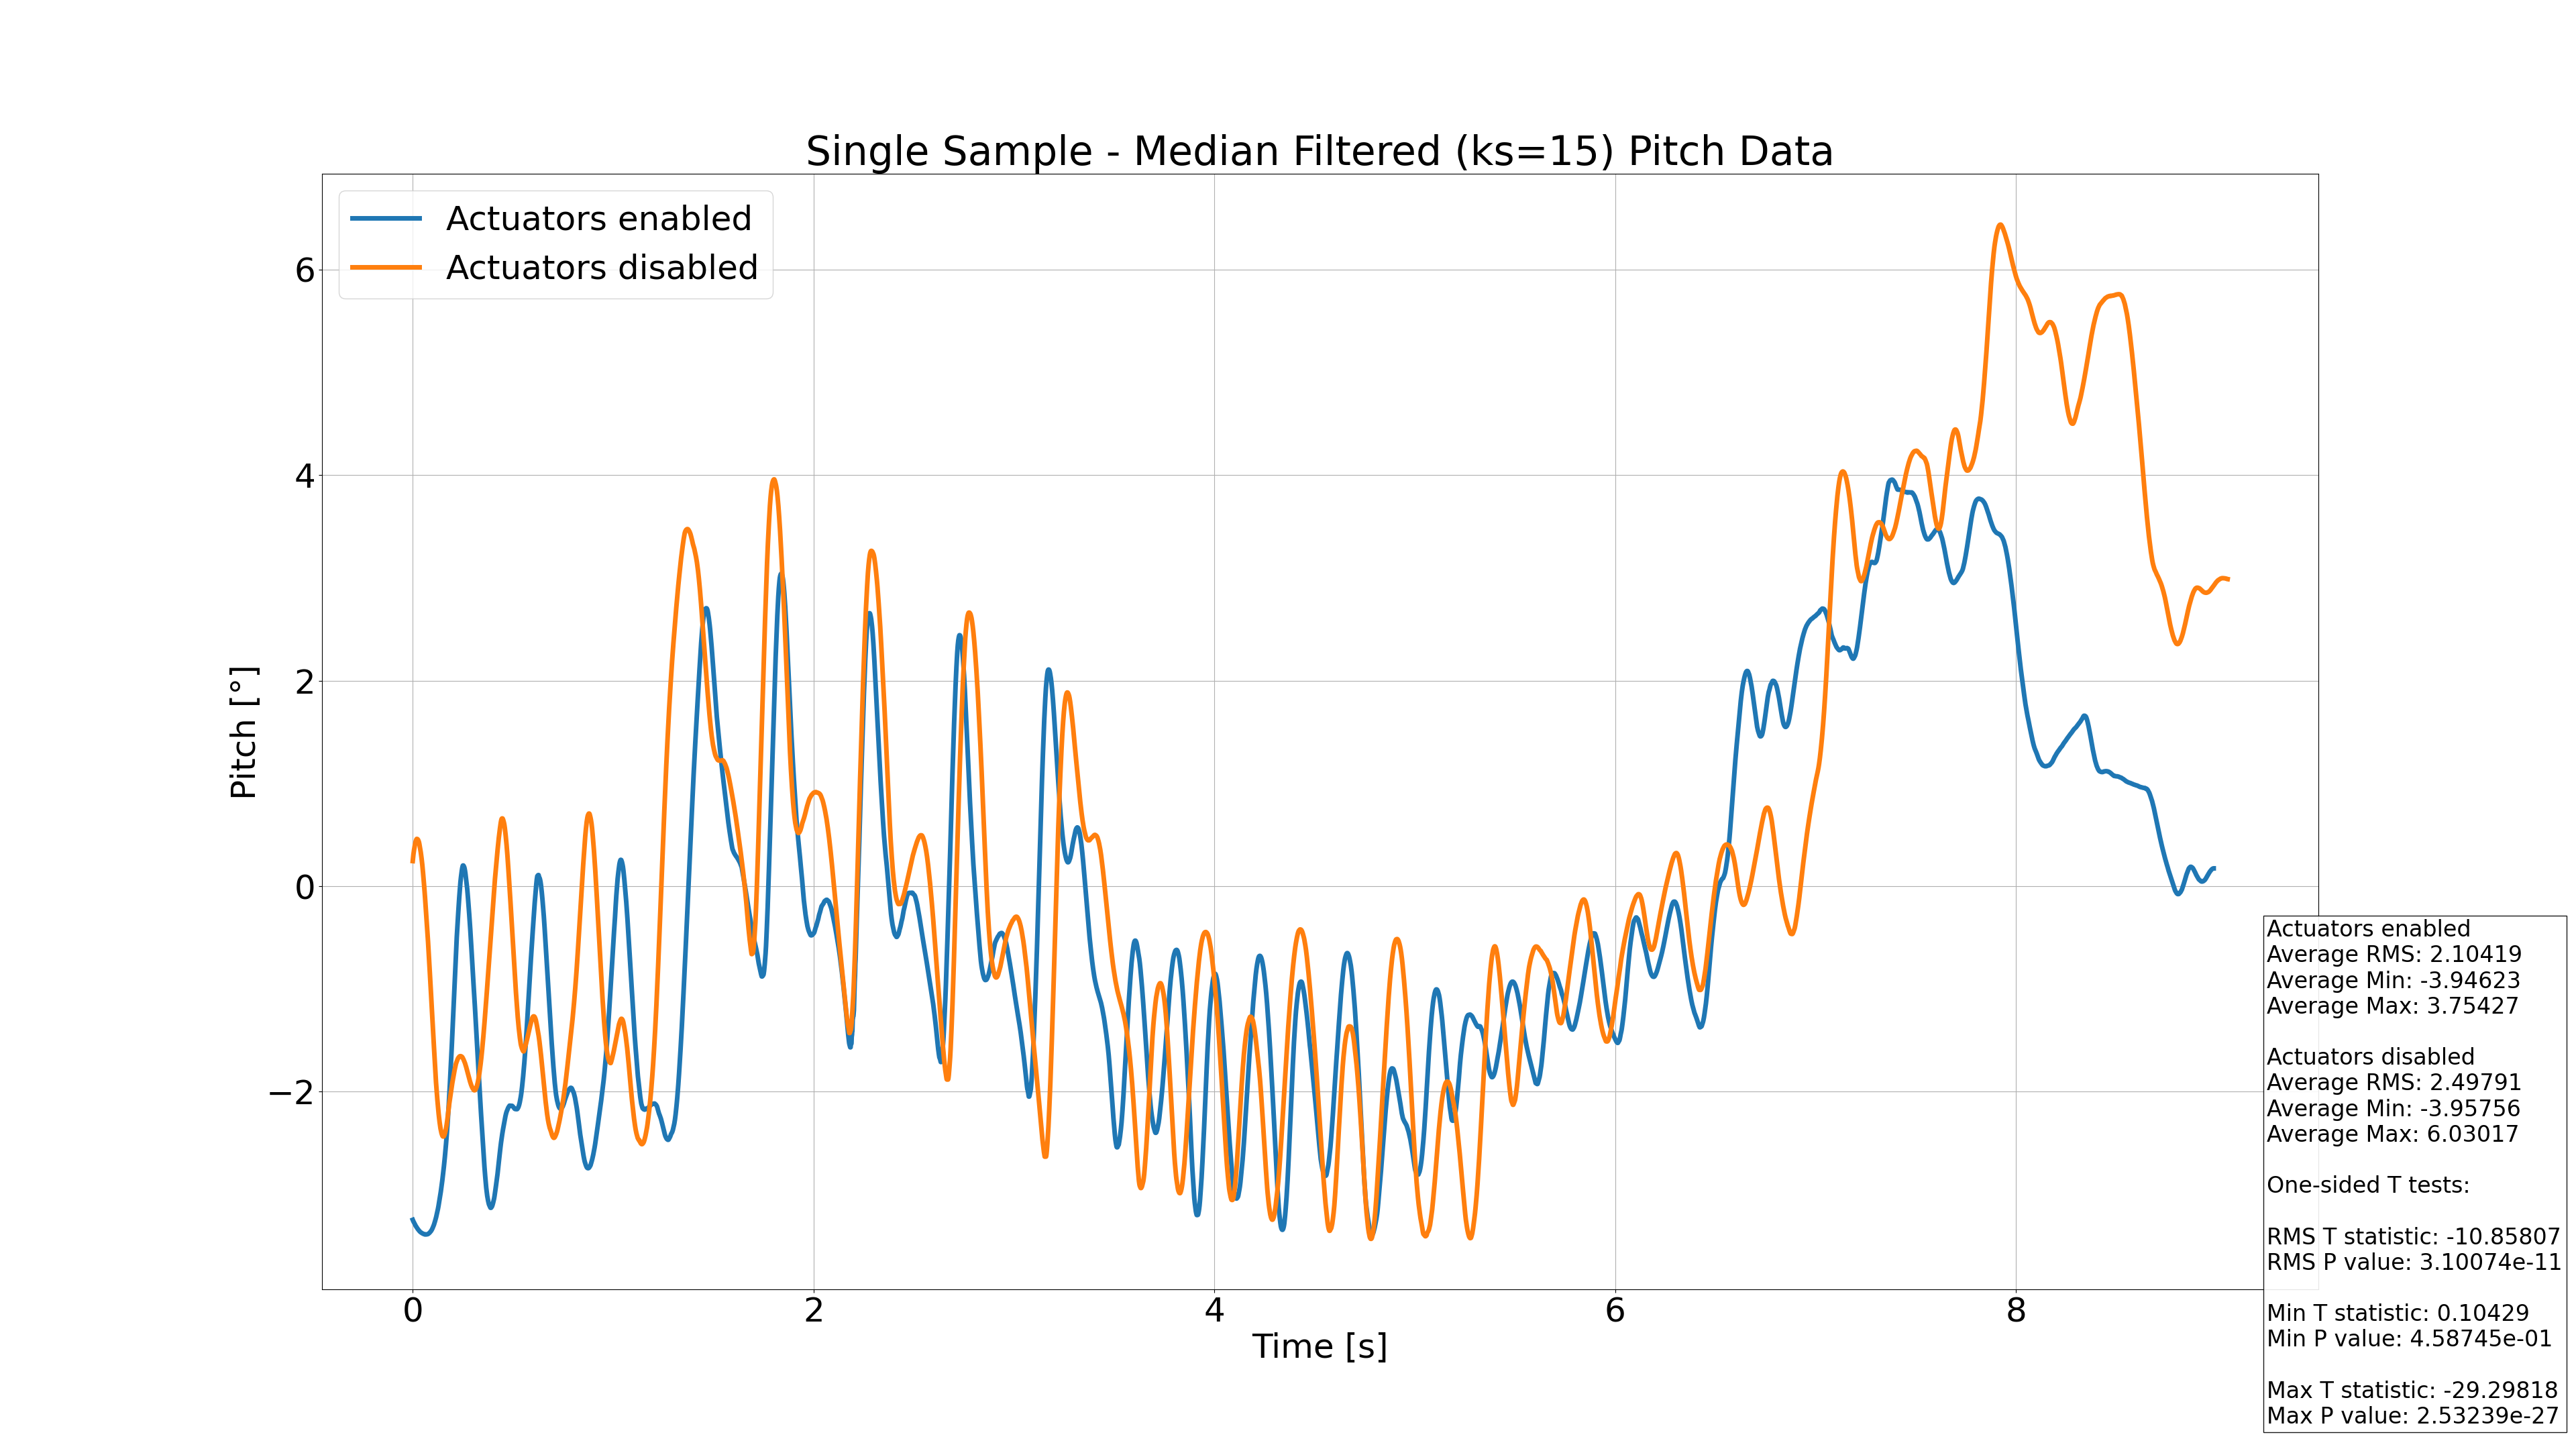 Single Sample - Median Filtered (ks=15) Pitch Data
Actuators enabled
Actuators disabled
6
4
2
0
−2
Pitch [°]
0
2
4
6
8
Time [s]
Actuators enabled
Average RMS: 2.10419
Average Min: -3.94623
Average Max: 3.75427
Actuators disabled
Average RMS: 2.49791
Average Min: -3.95756
Average Max: 6.03017
One-sided T tests:
RMS T statistic: -10.85807
RMS P value: 3.10074e-11
Min T statistic: 0.10429
Min P value: 4.58745e-01
Max T statistic: -29.29818
Max P value: 2.53239e-27